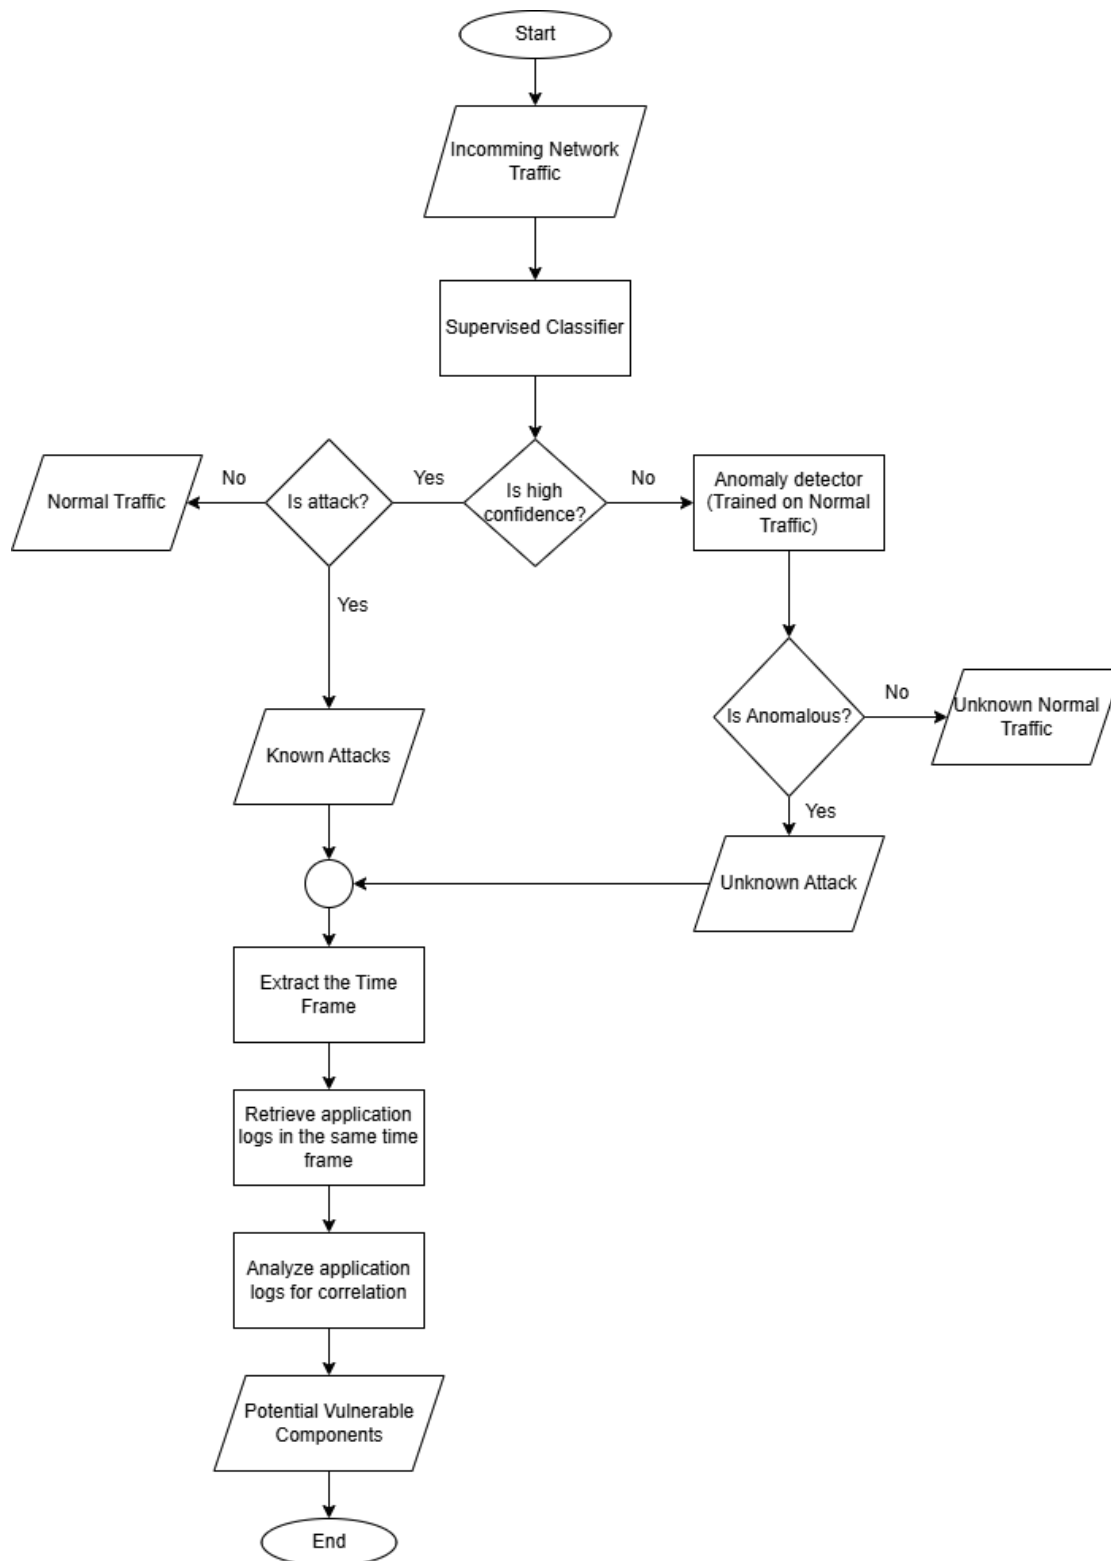 Start
Incomming Network
Traffic
Supervised Classifier
Normal Traffic
No
Is attack?
Yes
Is high
confidence?
No
Anomaly detector
(Trained on Normal
Traffic)
Yes
Is Anomalous?
No
Unknown Normal
Traffic
Known Attacks
Yes
Unknown Attack
Extract the Time
Frame
Retrieve application
logs in the same time
frame
Analyze application
logs for correlation
Potential Vulnerable
Components
End